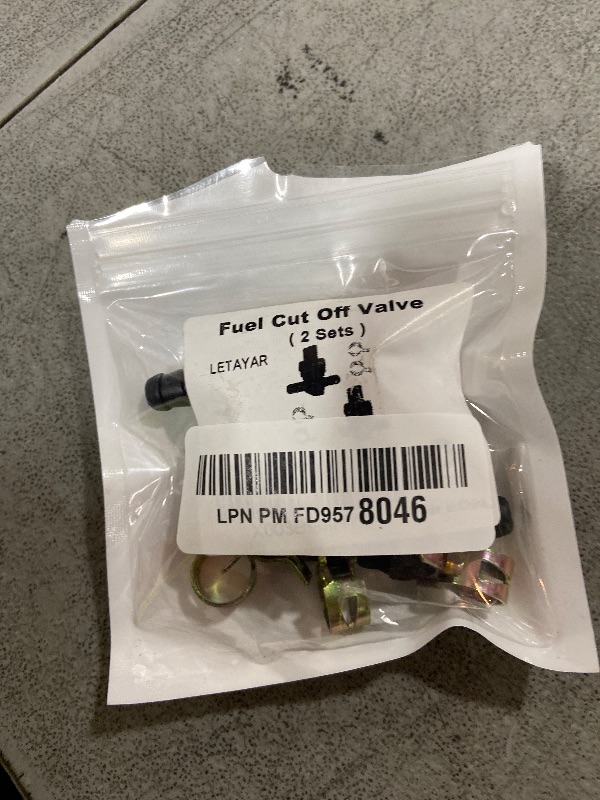 Fuel Cut Off Valve
( 2 Sets )
LETAYAR
LPN PM FD957 8046